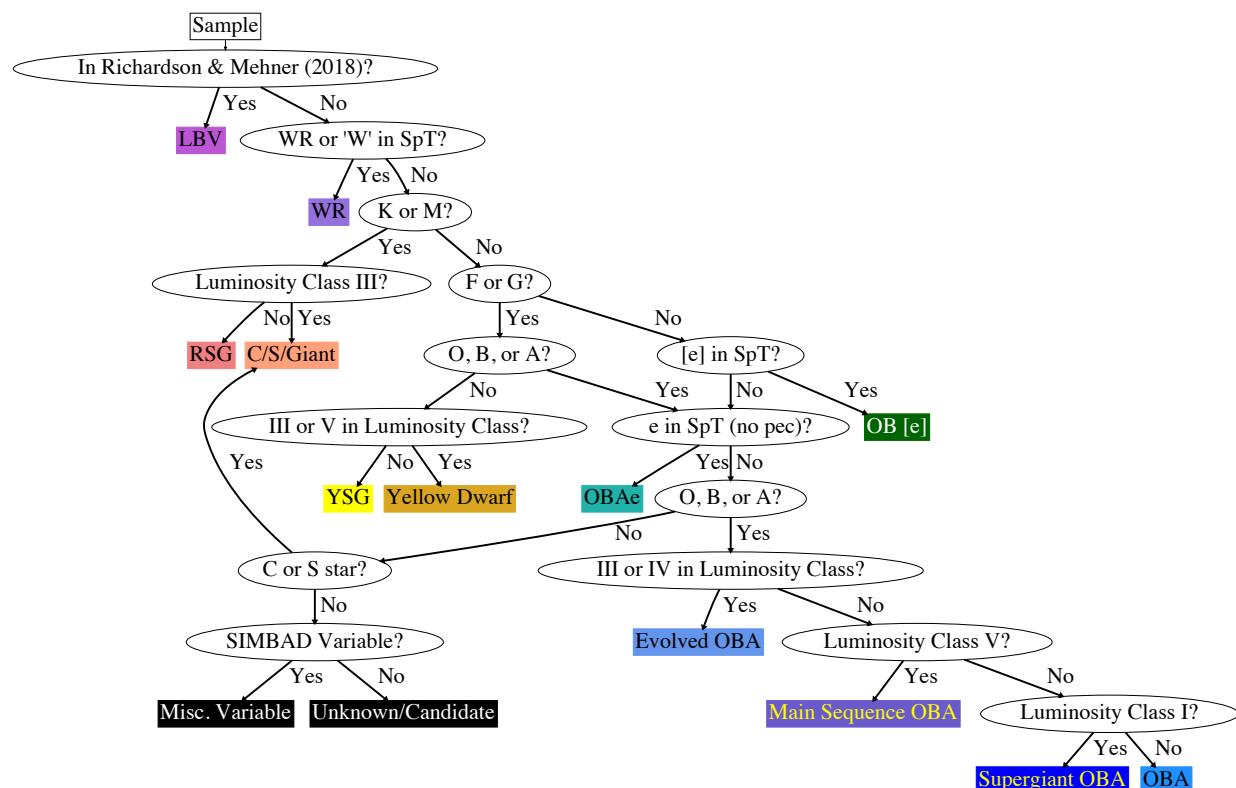 Sample
In Richardson & Mehner (2018)?
Yes No
LBV WR or 'W' in SpT?
Yes No
WR K or M?
Yes No
Luminosity Class III? F or G?
No Yes Yes No
RSG C/S/Giant O, B, or A? [e] in SpT?
No Yes No Yes
III or V in Luminosity Class? e in SpT (no pec)? OB [e]
Yes No Yes Yes No
YSG Yellow Dwarf OBAe O, B, or A?
No Yes
C or S star? III or IV in Luminosity Class?
No Yes No
SIMBAD Variable? Evolved OBA Luminosity Class V?
Yes No Yes No
Misc. Variable Unknown/Candidate Main Sequence OBA Luminosity Class I?
Yes No
Supergiant OBA OBA